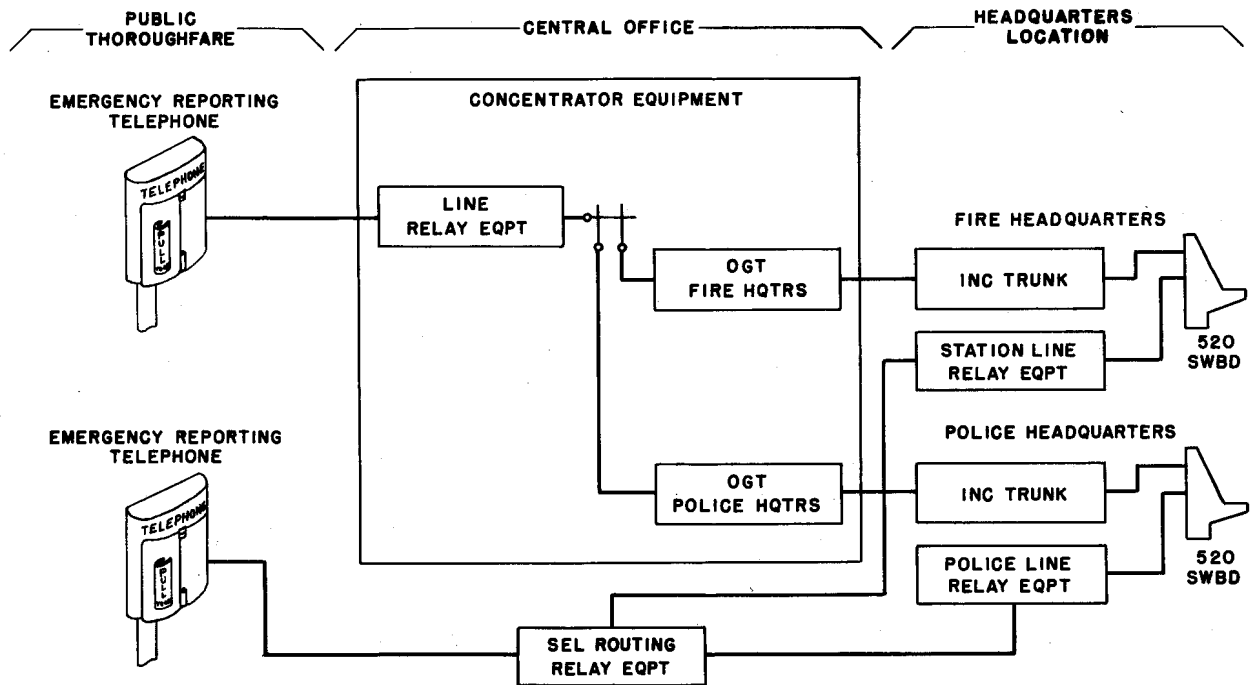 PUBLIC
THOROUGHFARE
CENTRAL OFFICE
HEADQUARTERS
LOCATION
EMERGENCY REPORTING
TELEPHONE
TELEPHONE
PULL
CONCENTRATOR EQUIPMENT
LINE
RELAY EQPT
OGT
FIRE HQTRS
FIRE HEADQUARTERS
INC TRUNK
STATION LINE
RELAY EQPT
520
SWBD
EMERGENCY REPORTING
TELEPHONE
TELEPHONE
PULL
OGT
POLICE HQTRS
POLICE HEADQUARTERS
INC TRUNK
POLICE LINE
RELAY EQPT
520
SWBD
SEL ROUTING
RELAY EQPT